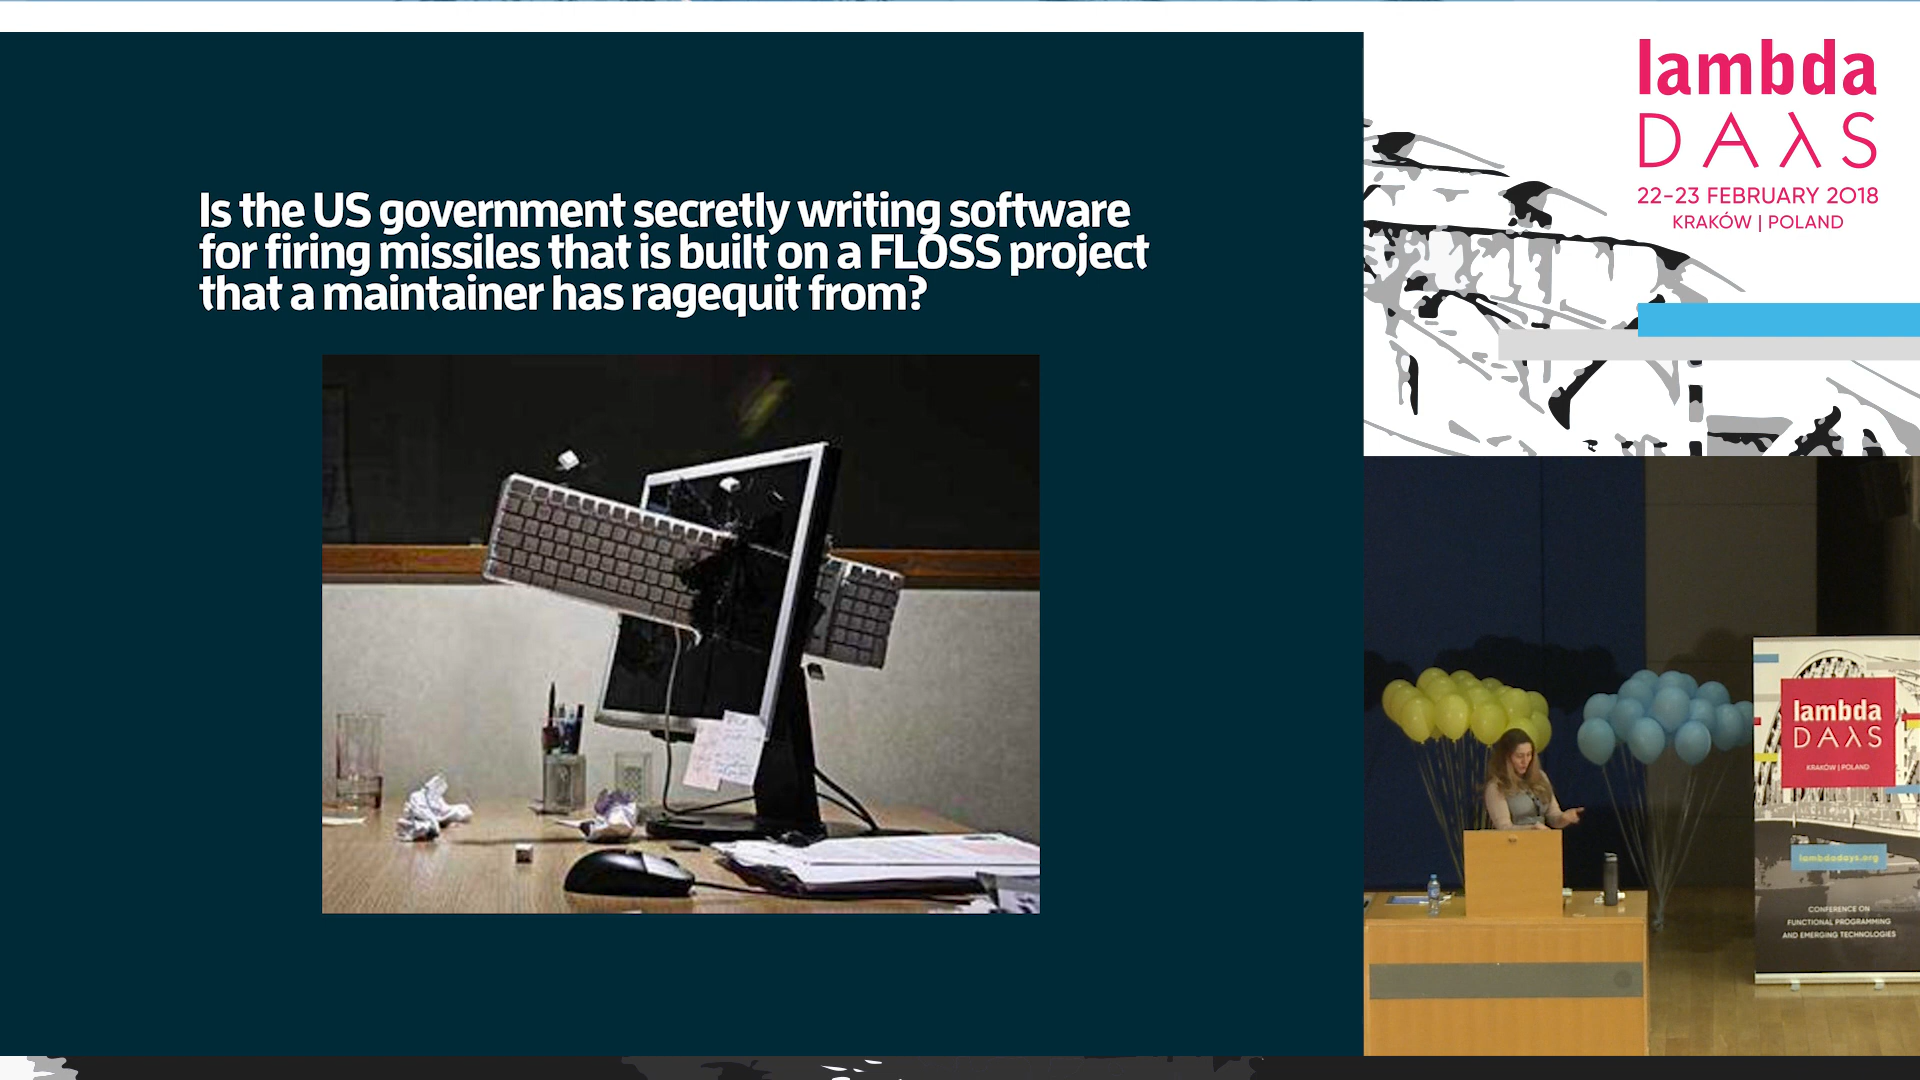 Is the US government secretly writing software
for firing missiles that is built on a FLOSS project
that a maintainer has ragequit from?
lambda
DAλS
22-23 FEBRUARY 2018
KRAKÓW | POLAND
lambda
DAλS
KRAKÓW | POLAND
lambdadays.org
CONFERENCE ON
FUNCTIONAL PROGRAMMING
AND EMERGING TECHNOLOGIES